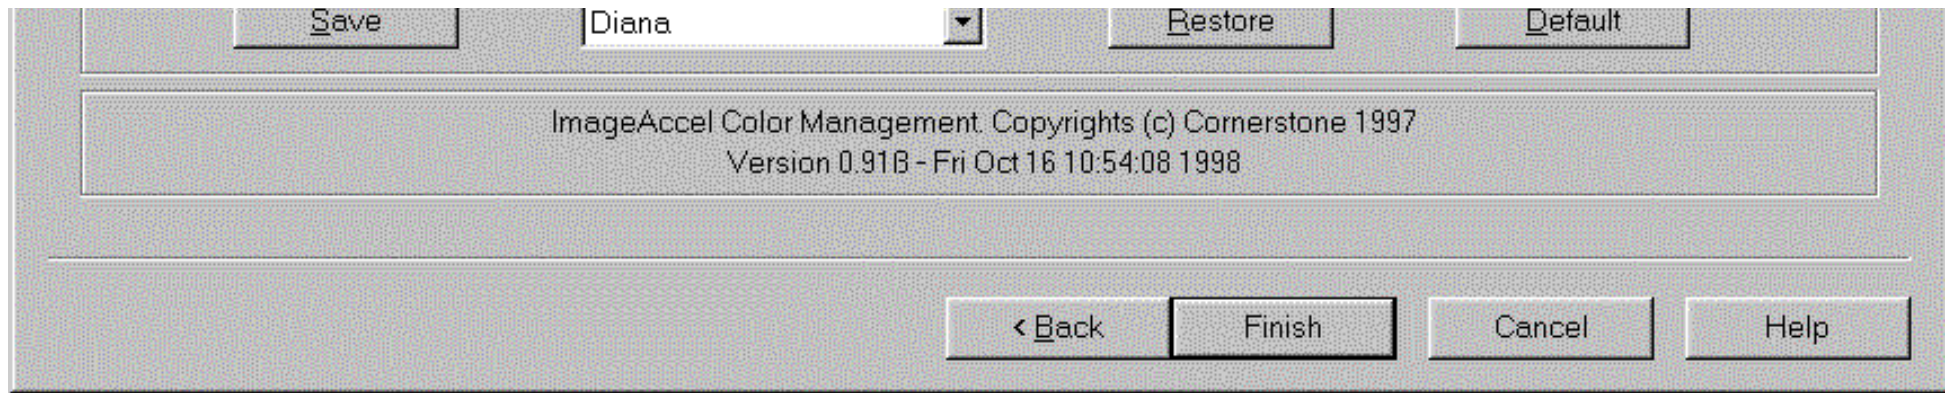 Save Diana Restore Default
ImageAccel Color Management. Copyrights (c) Cornerstone 1997
Version 0.91B - Fri Oct 16 10:54:08 1998
< Back Finish Cancel Help